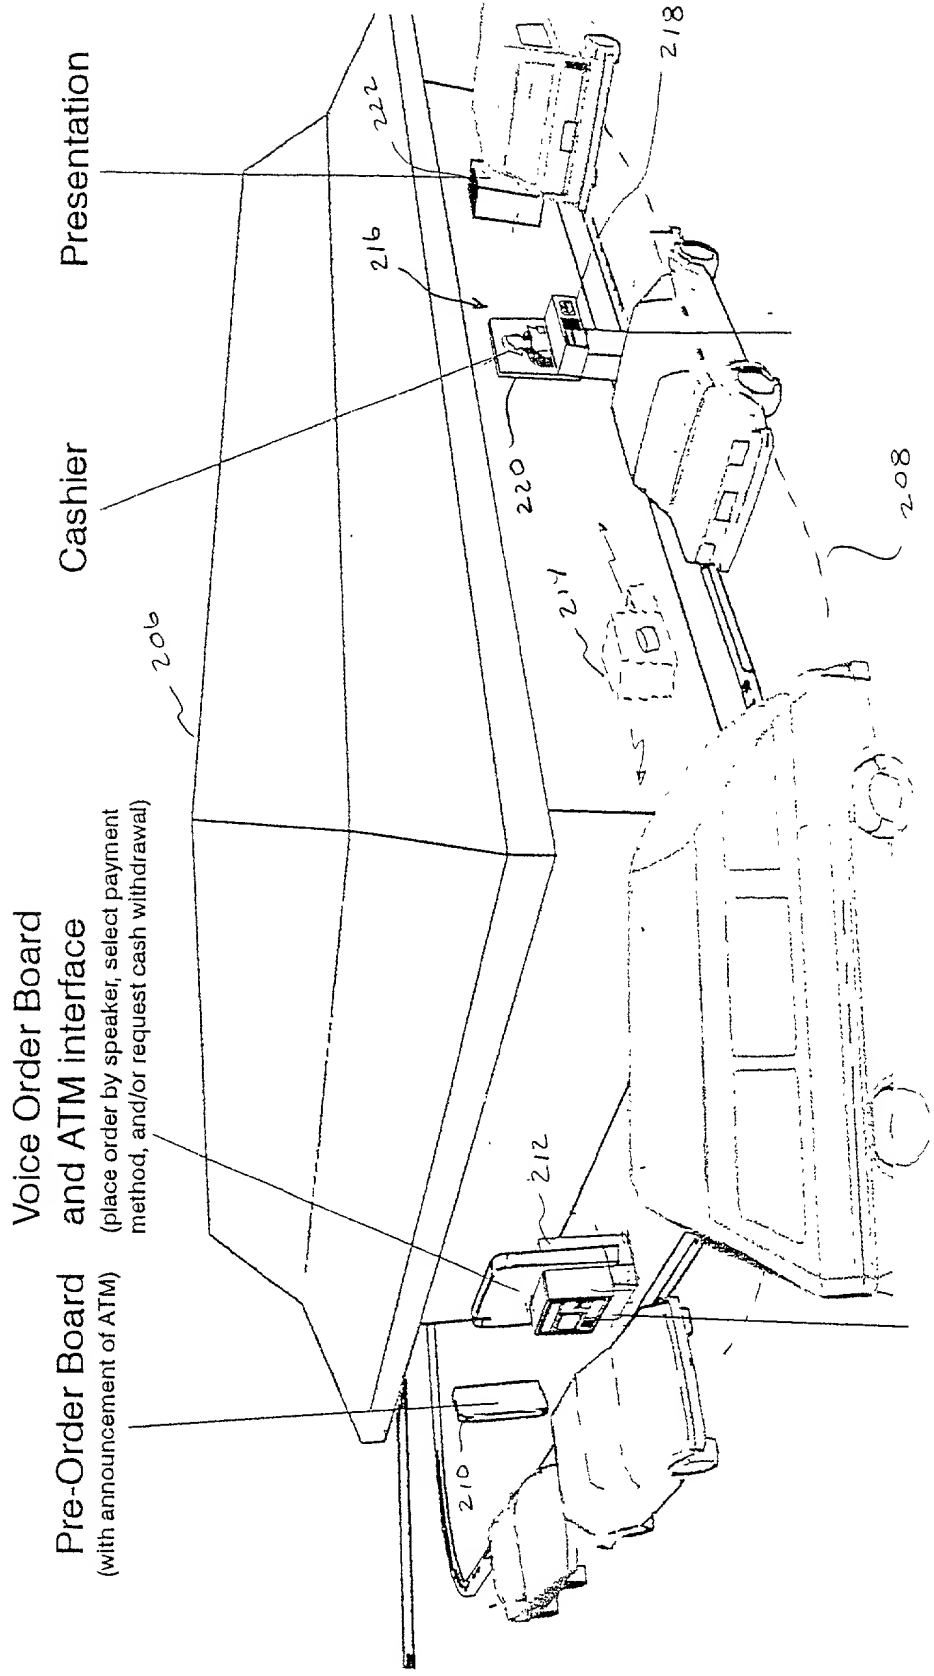 Pre-Order Board
(with announcement of ATM)
Voice Order Board
and ATM interface
(place order by speaker, select payment
method, and/or request cash withdrawal)
Cashier
Presentation
206
222
216
218
220
214
208
212
210